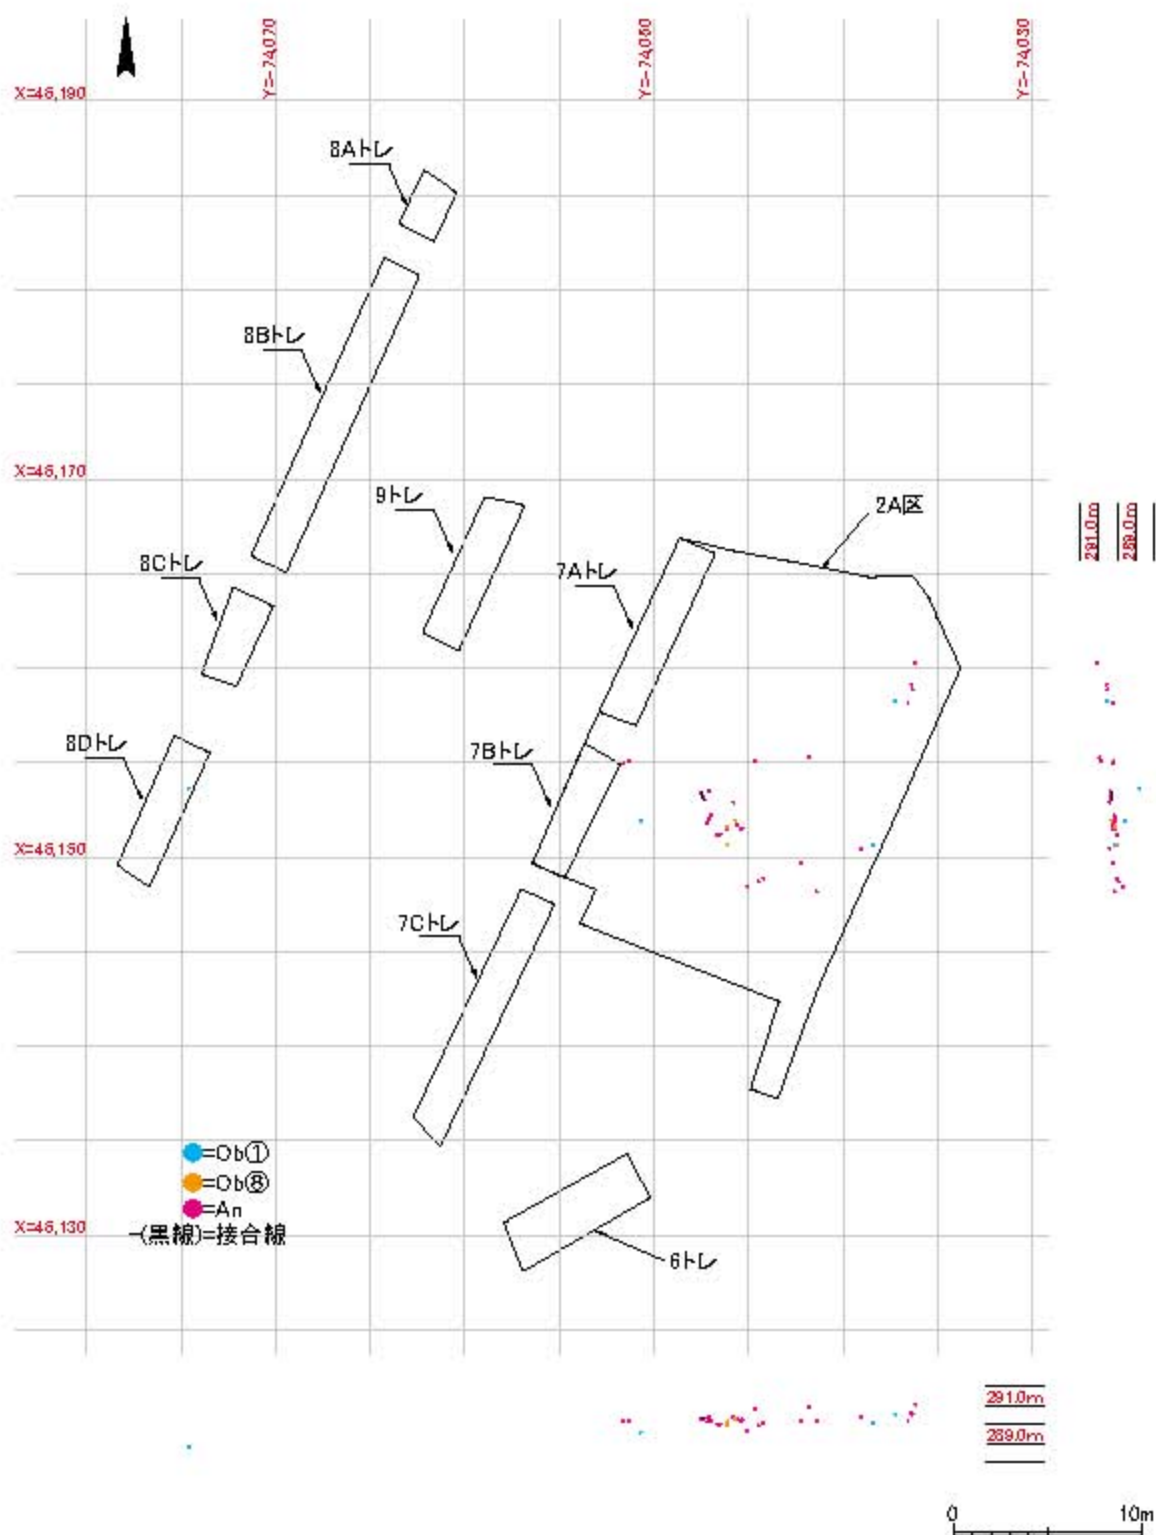 Y=-74,070
Y=-74,050
Y=-74,030
X=46,190
8Aトレ
8Bトレ
X=46,170
9トレ
2A区
291.0m
289.0m
8Cトレ
7Aトレ
8Dトレ
7Bトレ
X=46,150
7Cトレ
=Ob①
=Ob⑧
=An
X=46,130
-(黒線)=接合線
6トレ
291.0m
289.0m
0 10m